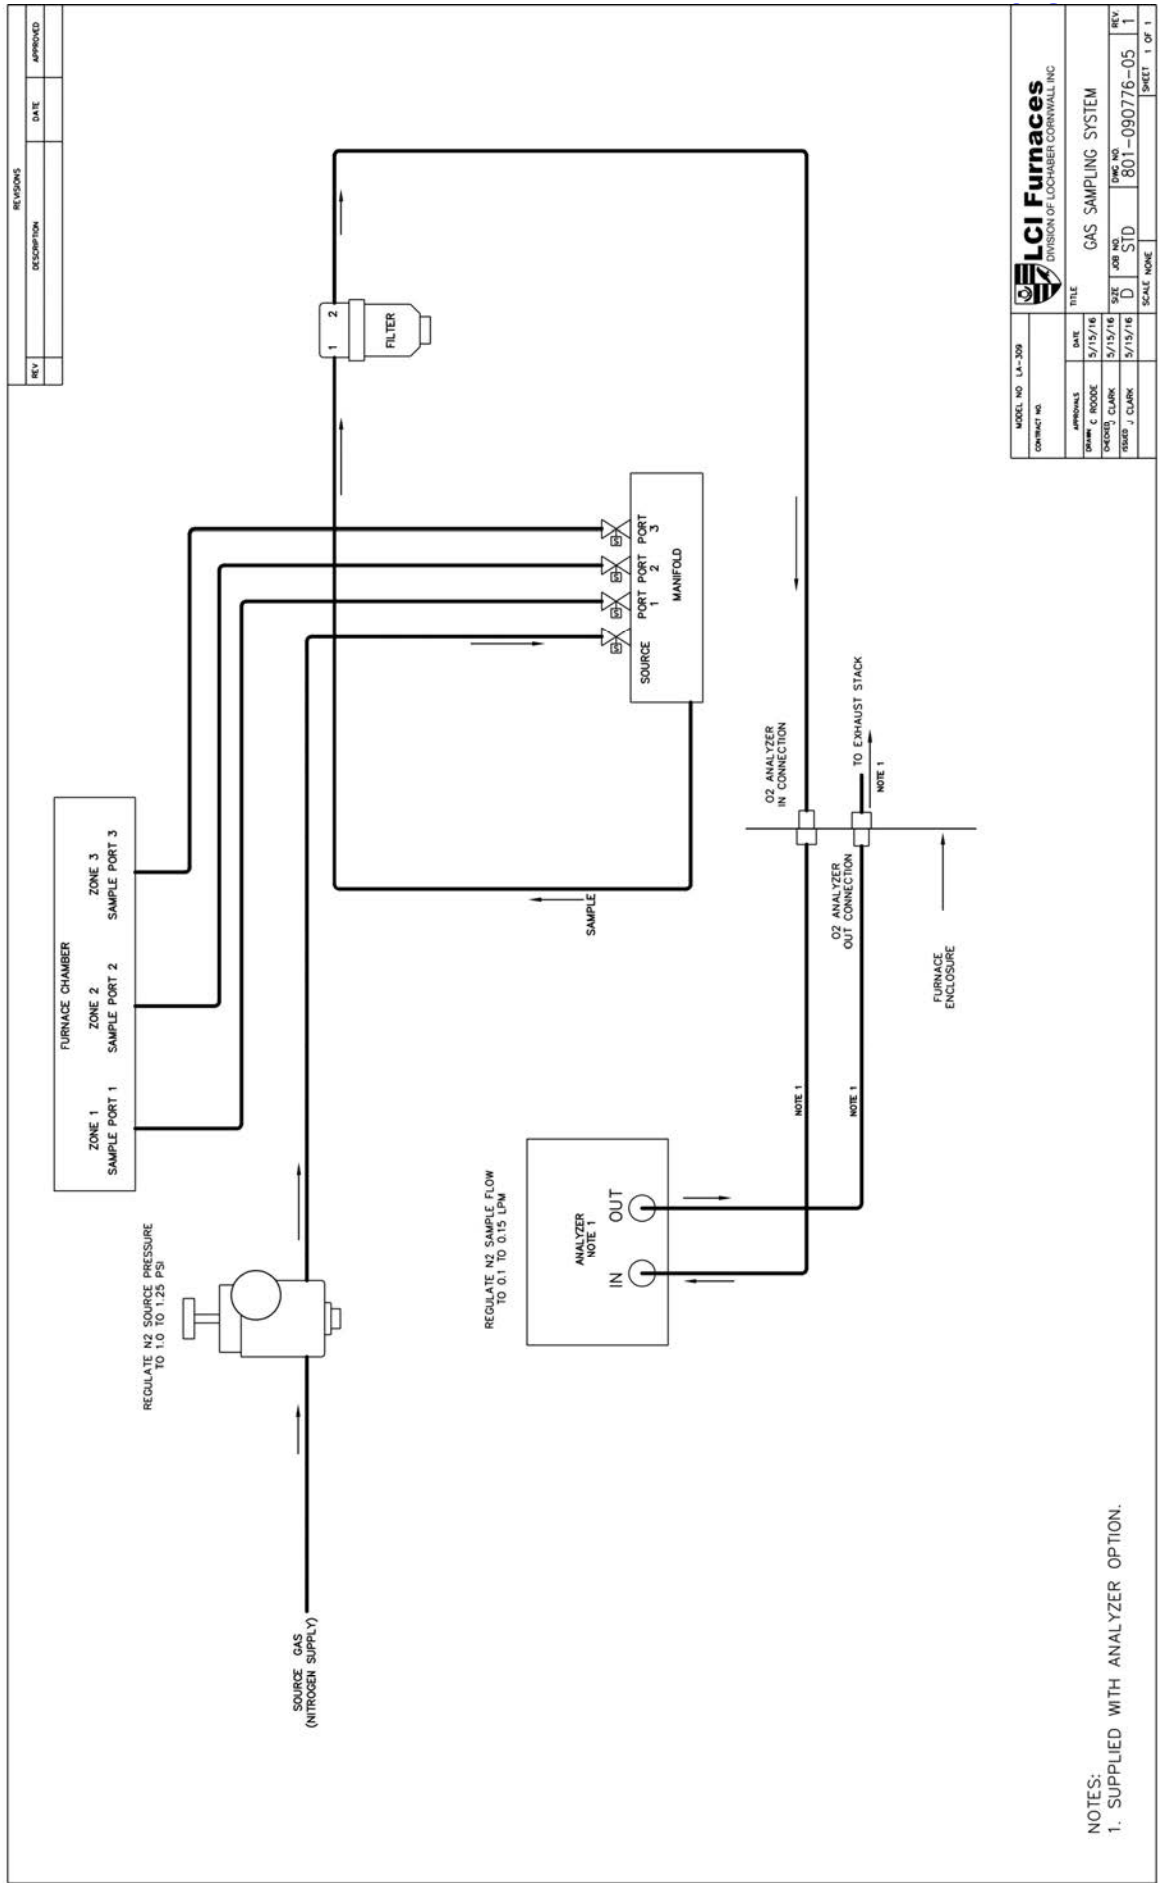 REVISIONS
REV DESCRIPTION DATE APPROVED
FURNACE CHAMBER
ZONE 1 ZONE 2 ZONE 3
SAMPLE PORT 1 SAMPLE PORT 2 SAMPLE PORT 3
REGULATE N2 SOURCE PRESSURE
TO 1.0 TO 1.25 PSI
SOURCE GAS
(NITROGEN SUPPLY)
1 2
FILTER
S S S S
SOURCE PORT PORT PORT
1 2 3
MANIFOLD
SAMPLE
REGULATE N2 SAMPLE FLOW
TO 0.1 TO 0.15 LPM
ANALYZER
NOTE 1
IN OUT
NOTE 1
NOTE 1
O2 ANALYZER
IN CONNECTION
O2 ANALYZER
OUT CONNECTION
TO EXHAUST STACK
NOTE 1
FURNACE
ENCLOSURE
NOTES:
1. SUPPLIED WITH ANALYZER OPTION.
MODEL NO LA-309
CONTRACT NO.
APPROVALS DATE
DRAWN C ROODE 5/15/16
CHECKED J CLARK 5/15/16
ISSUED J CLARK 5/15/16
LCI Furnaces
DIVISION OF LOCHABER CORNWALL INC
TITLE
GAS SAMPLING SYSTEM
SIZE JOB NO. DWG NO. REV.
D STD 801-090776-05 1
SCALE NONE SHEET 1 OF 1